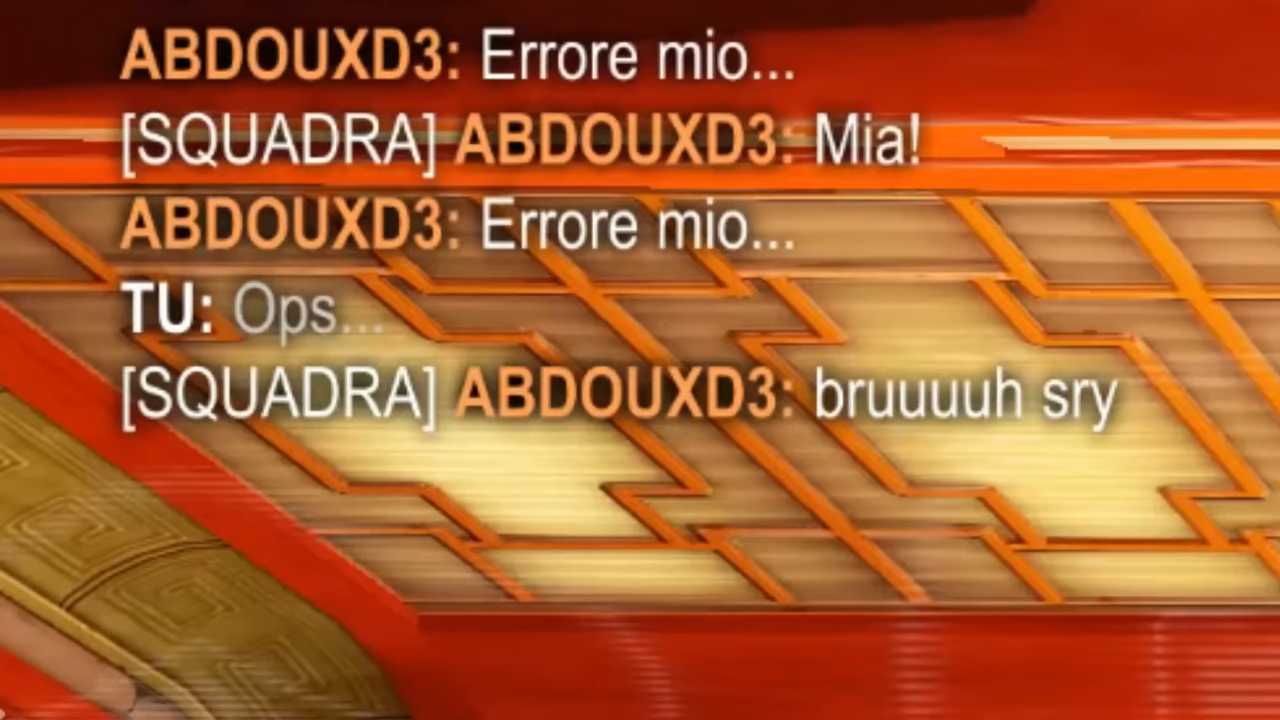 ABDOUXD3: Errore mio...
[SQUADRA] ABDOUXD3: Mia!
ABDOUXD3: Errore mio...
TU: Ops...
[SQUADRA] ABDOUXD3: bruuuuh sry